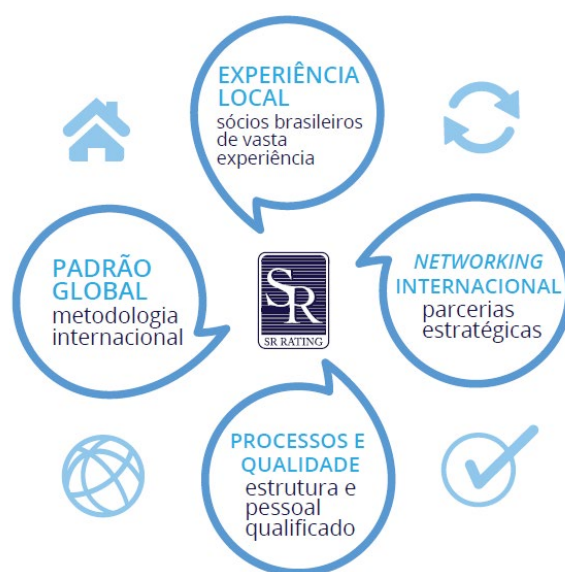 EXPERIÊNCIA
LOCAL
sócios brasileiros
de vasta
experiência
PADRÃO
GLOBAL
metodologia
internacional
SR
SR RATING
NETWORKING
INTERNACIONAL
parcerias
estratégicas
PROCESSOS E
QUALIDADE
estrutura e
pessoal
qualificado